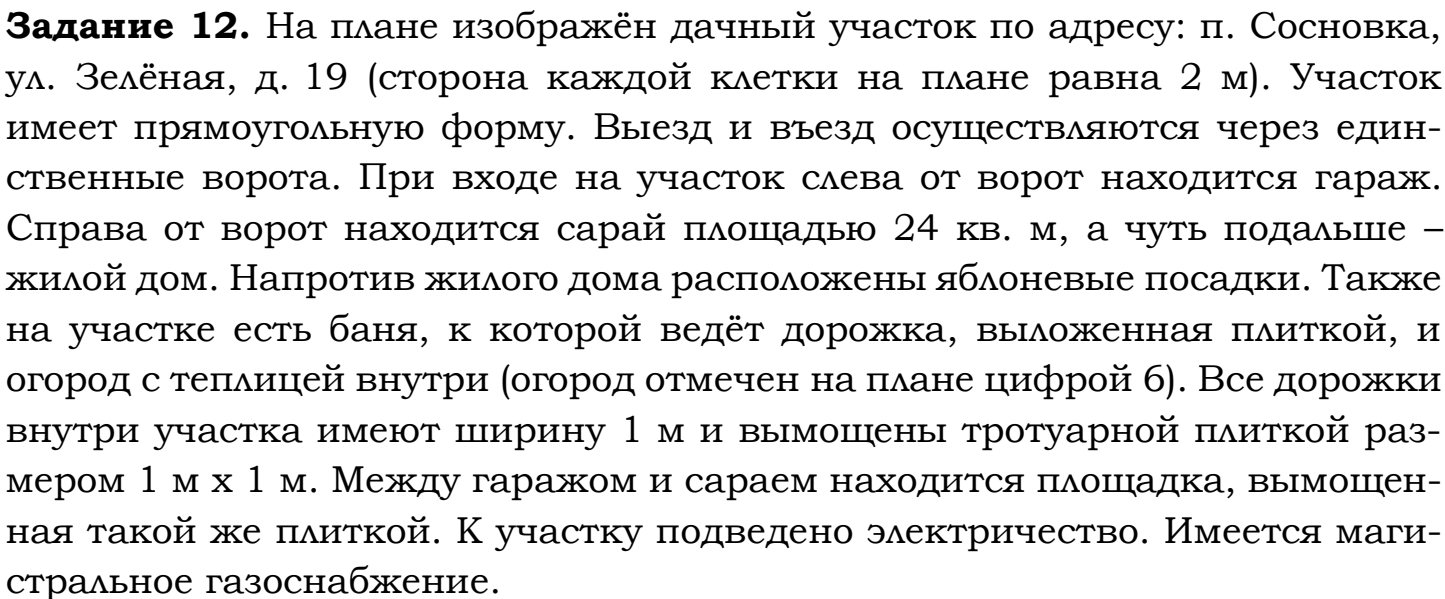 Задание 12. На плане изображён дачный участок по адресу: п. Сосновка,
ул. Зелёная, д. 19 (сторона каждой клетки на плане равна 2 м). Участок
имеет прямоугольную форму. Выезд и въезд осуществляются через един-
ственные ворота. При входе на участок слева от ворот находится гараж.
Справа от ворот находится сарай площадью 24 кв. м, а чуть подальше –
жилой дом. Напротив жилого дома расположены яблоневые посадки. Также
на участке есть баня, к которой ведёт дорожка, выложенная плиткой, и
огород с теплицей внутри (огород отмечен на плане цифрой 6). Все дорожки
внутри участка имеют ширину 1 м и вымощены тротуарной плиткой раз-
мером 1 м х 1 м. Между гаражом и сараем находится площадка, вымощен-
ная такой же плиткой. К участку подведено электричество. Имеется маги-
стральное газоснабжение.